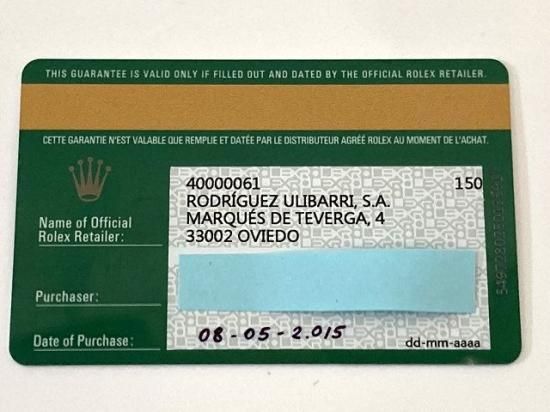 THIS GUARANTEE IS VALID ONLY IF FILLED OUT AND DATED BY THE OFFICIAL ROLEX RETAILER.
CETTE GARANTIE N'EST VALABLE QUE REMPLIE ET DATÉE PAR LE DISTRIBUTEUR AGRÉÉ ROLEX AU MOMENT DE L'ACHAT.
40000061 150
RODRÍGUEZ ULIBARRI, S.A.
MARQUÉS DE TEVERGA, 4
33002 OVIEDO
Name of Official
Rolex Retailer:
Purchaser:
Date of Purchase: 08-05-2.015
dd-mm-aaaa